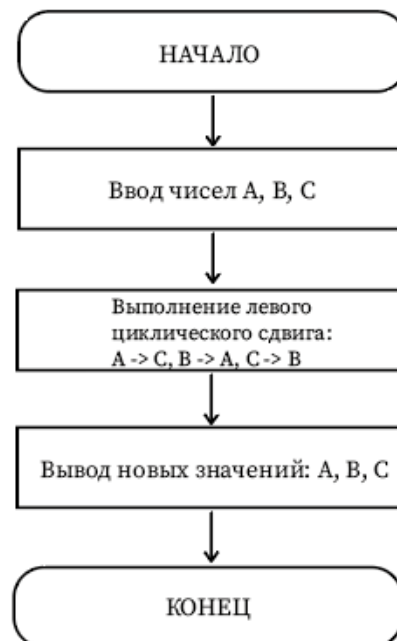 НАЧАЛО
Ввод чисел A, B, C
Выполнение левого
циклического сдвига:
A -> C, B -> A, C -> B
Вывод новых значений: A, B, C
КОНЕЦ